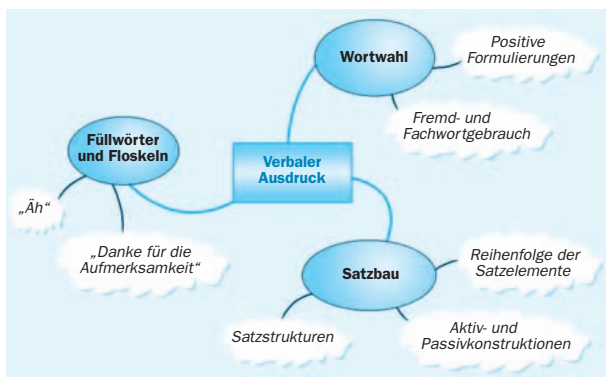 Verbaler
Ausdruck
Wortwahl
Positive
Formulierungen
Fremd- und
Fachwortgebrauch
Füllwörter
und Floskeln
„Äh“
„Danke für die
Aufmerksamkeit“
Satzbau
Reihenfolge der
Satzelemente
Aktiv- und
Passivkonstruktionen
Satzstrukturen